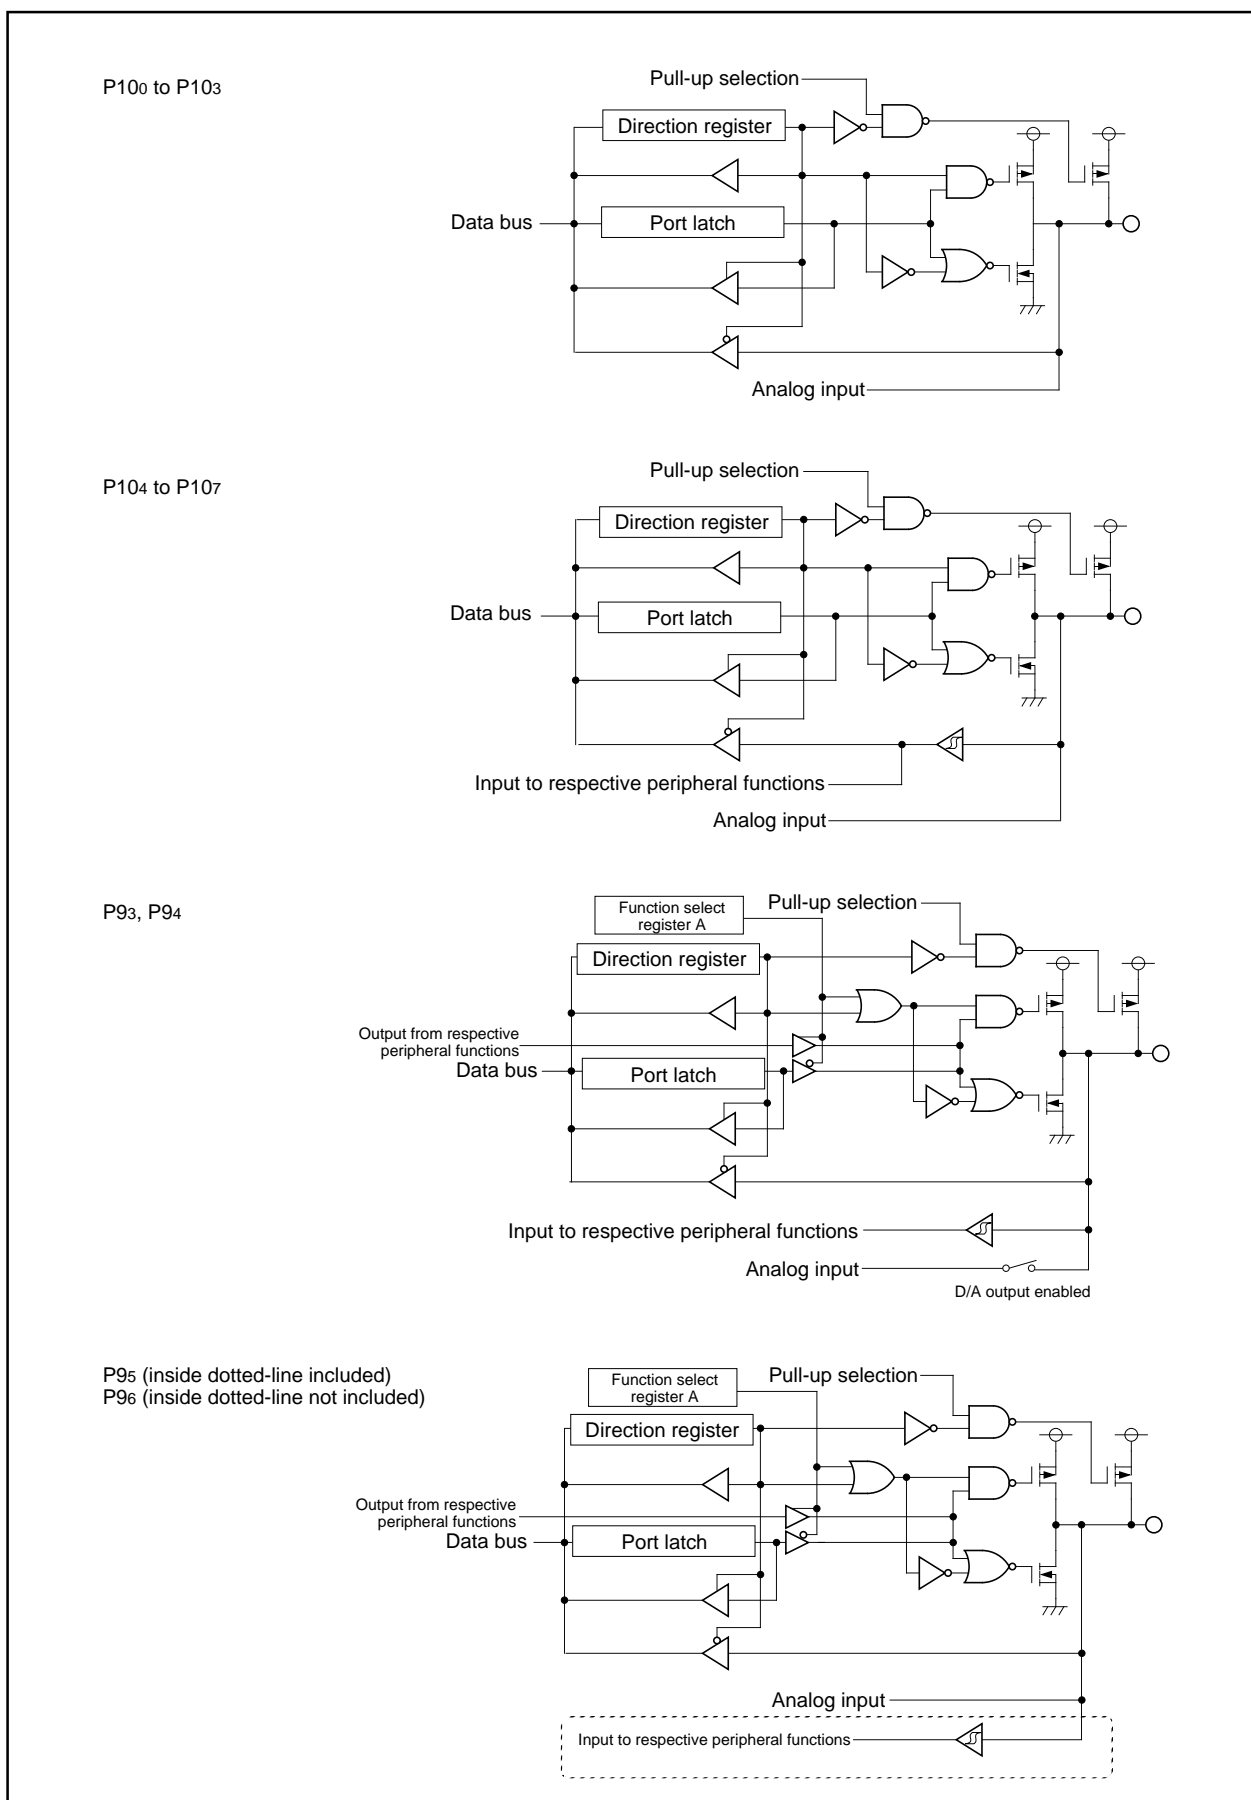 P100 to P103
Pull-up selection
Direction register
Data bus
Port latch
Analog input
P104 to P107
Pull-up selection
Direction register
Data bus
Port latch
Input to respective peripheral functions
Analog input
P93, P94
Function select
register A
Pull-up selection
Direction register
Output from respective
peripheral functions
Data bus
Port latch
Input to respective peripheral functions
Analog input
D/A output enabled
P95 (inside dotted-line included)
P96 (inside dotted-line not included)
Function select
register A
Pull-up selection
Direction register
Output from respective
peripheral functions
Data bus
Port latch
Analog input
Input to respective peripheral functions